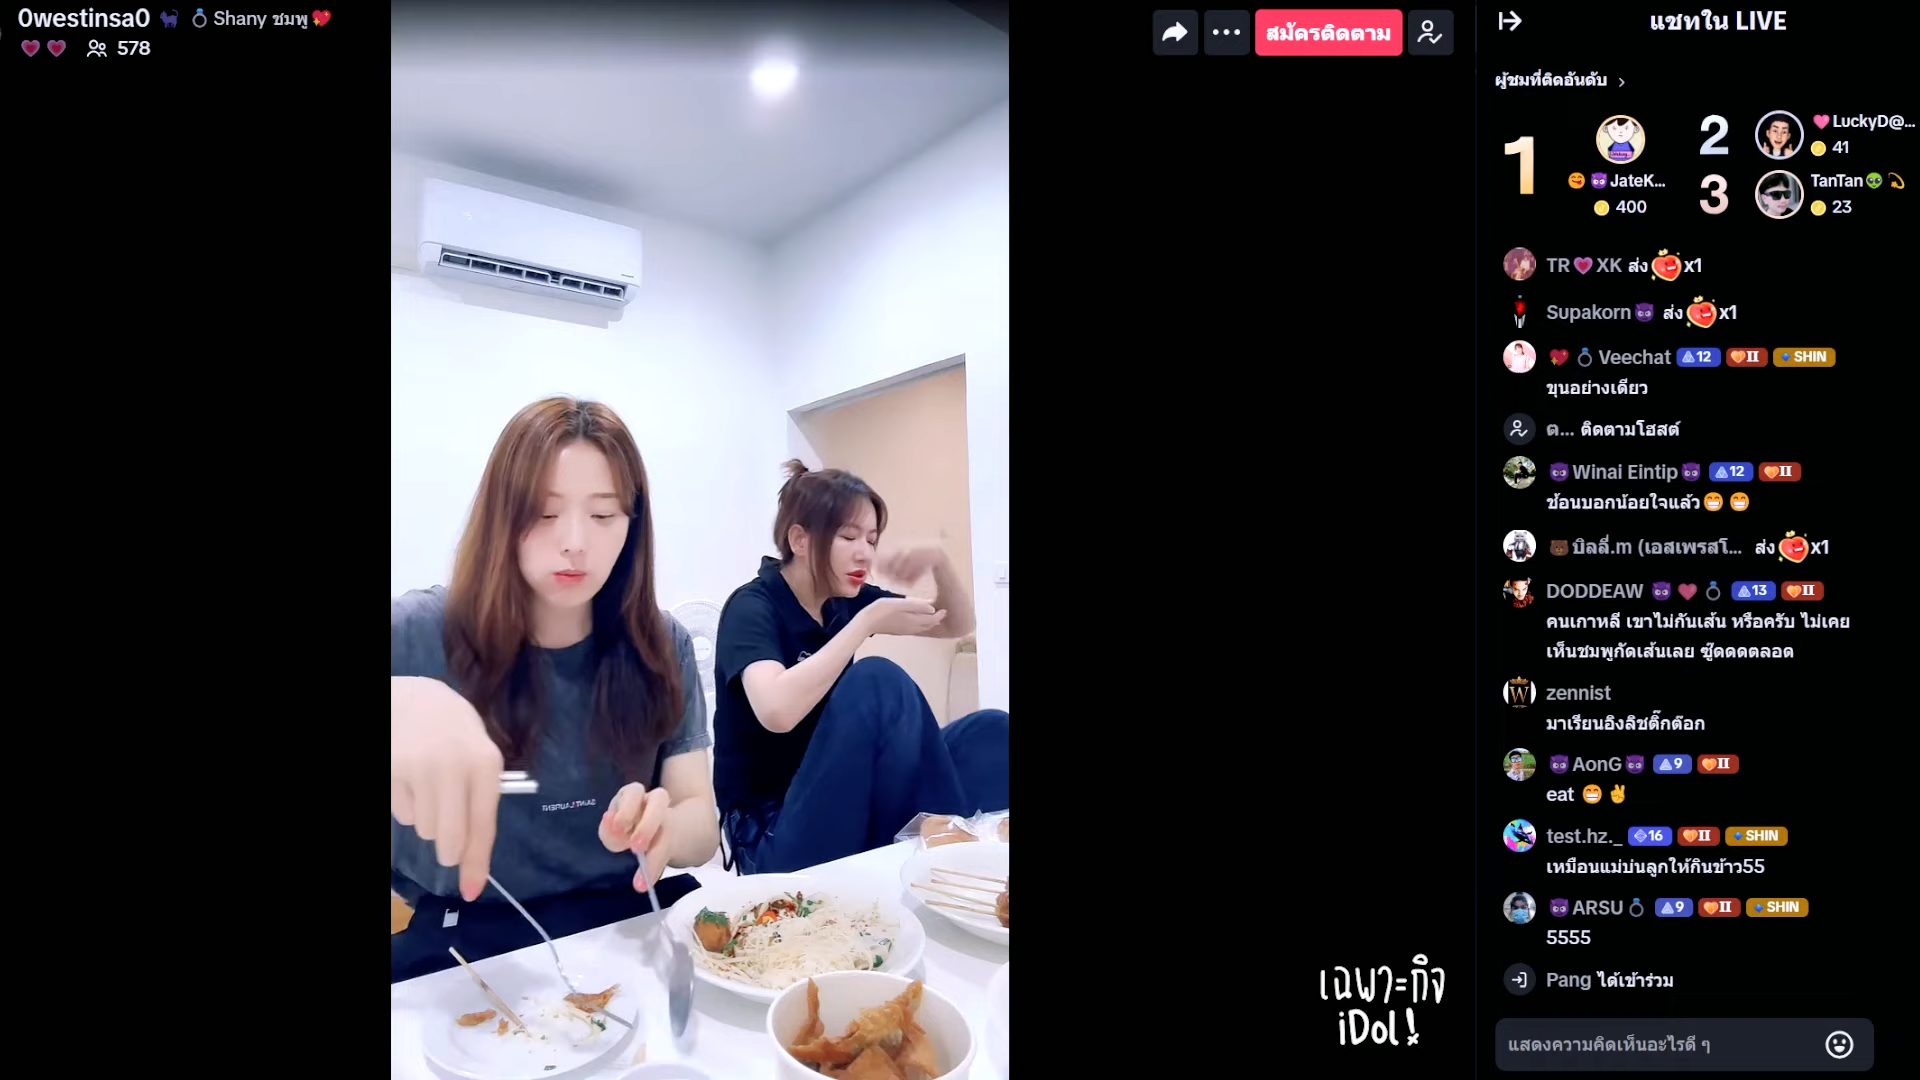 0westinsa0 🐈‍⬛ 💍 Shany ชมพู 💖
💗 💗 578
สมัครติดตาม
แชทใน LIVE
ผู้ชมที่ติดอันดับ >
1
😋 😈 JateK...
400
2
💗 LuckyD@...
41
3
TanTan 👽 💫
23
TR 💗 XK ส่ง x1
Supakorn 😈 ส่ง x1
💖 💍 Veechat 12 II SHIN
ขุนอย่างเดียว
ต... ติดตามโฮสต์
😈 Winai Eintip 😈 12 II
ช้อนบอกน้อยใจแล้ว 😁 😁
🐻 บิลลี่.m (เอสเพรสโ... ส่ง x1
DODDEAW 😈 ❤️ 💍 13 II
คนเกาหลี เขาไม่กันเส้น หรือครับ ไม่เคย
เห็นชมพูกัดเส้นเลย ซู๊ดดดตลอด
W zennist
มาเรียนอิงลิชติ๊กต๊อก
😈 AonG 😈 9 II
eat 😁 ✌️
test.hz._ 16 II SHIN
เหมือนแม่บ่นลูกให้กินข้าว55
😈 ARSU 💍 9 II SHIN
5555
Pang ได้เข้าร่วม
แสดงความคิดเห็นอะไรดี ๆ
SAINT LAURENT
เฉพาะกิจ
iDol!